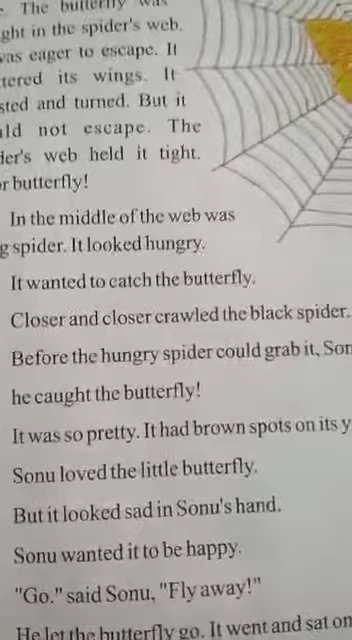 The butterfly was
ght in the spider's web.
was eager to escape. It
tered its wings. It
sted and turned. But it
ld not escape. The
der's web held it tight.
r butterfly!
In the middle of the web was
g spider. It looked hungry.
It wanted to catch the butterfly.
Closer and closer crawled the black spider.
Before the hungry spider could grab it, Son
he caught the butterfly!
It was so pretty. It had brown spots on its y
Sonu loved the little butterfly.
But it looked sad in Sonu's hand.
Sonu wanted it to be happy.
"Go." said Sonu, "Fly away!"
He let the butterfly go. It went and sat on